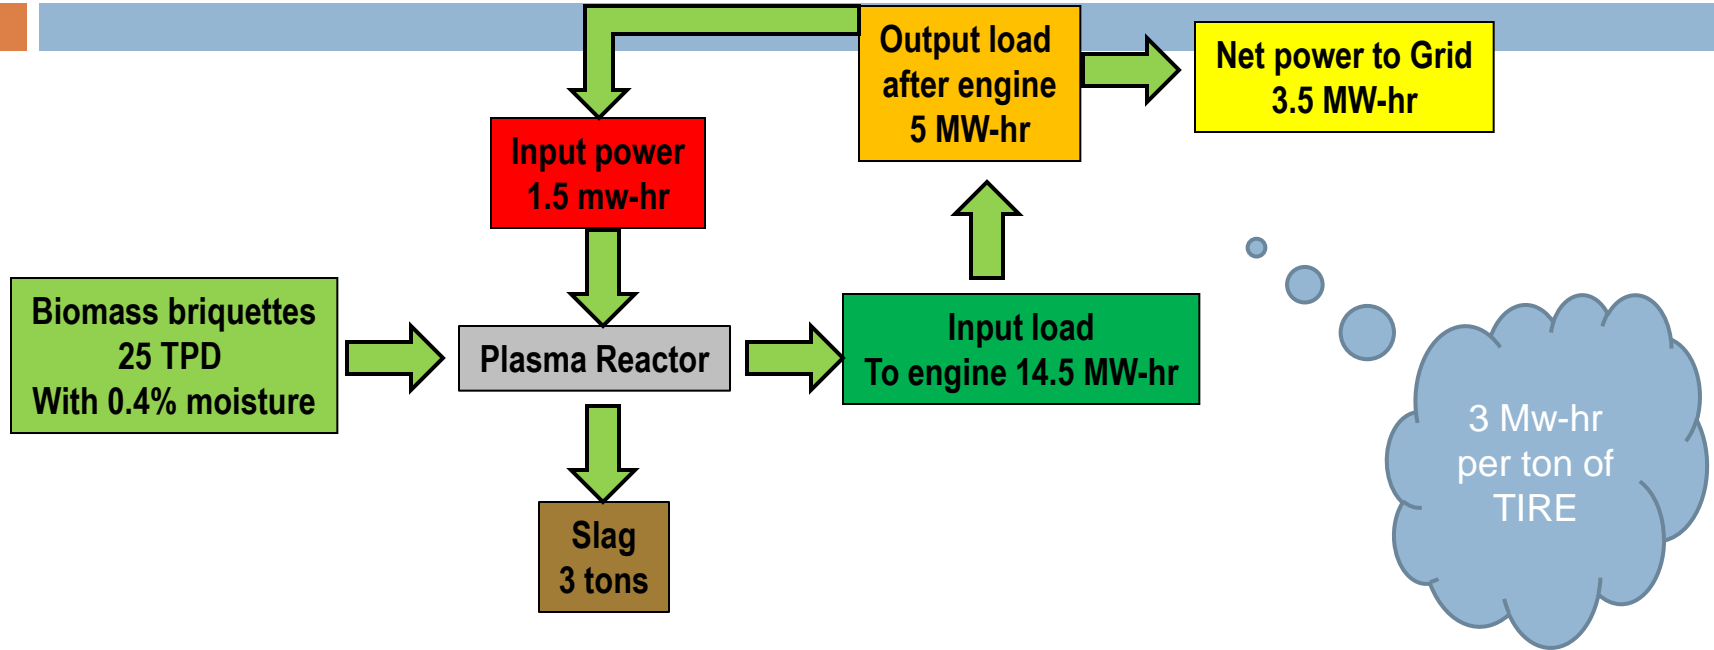 Output load
after engine
5 MW-hr
Net power to Grid
3.5 MW-hr
Input power
1.5 mw-hr
Biomass briquettes
25 TPD
With 0.4% moisture
Plasma Reactor
Input load
To engine 14.5 MW-hr
Slag
3 tons
3 Mw-hr
per ton of
TIRE